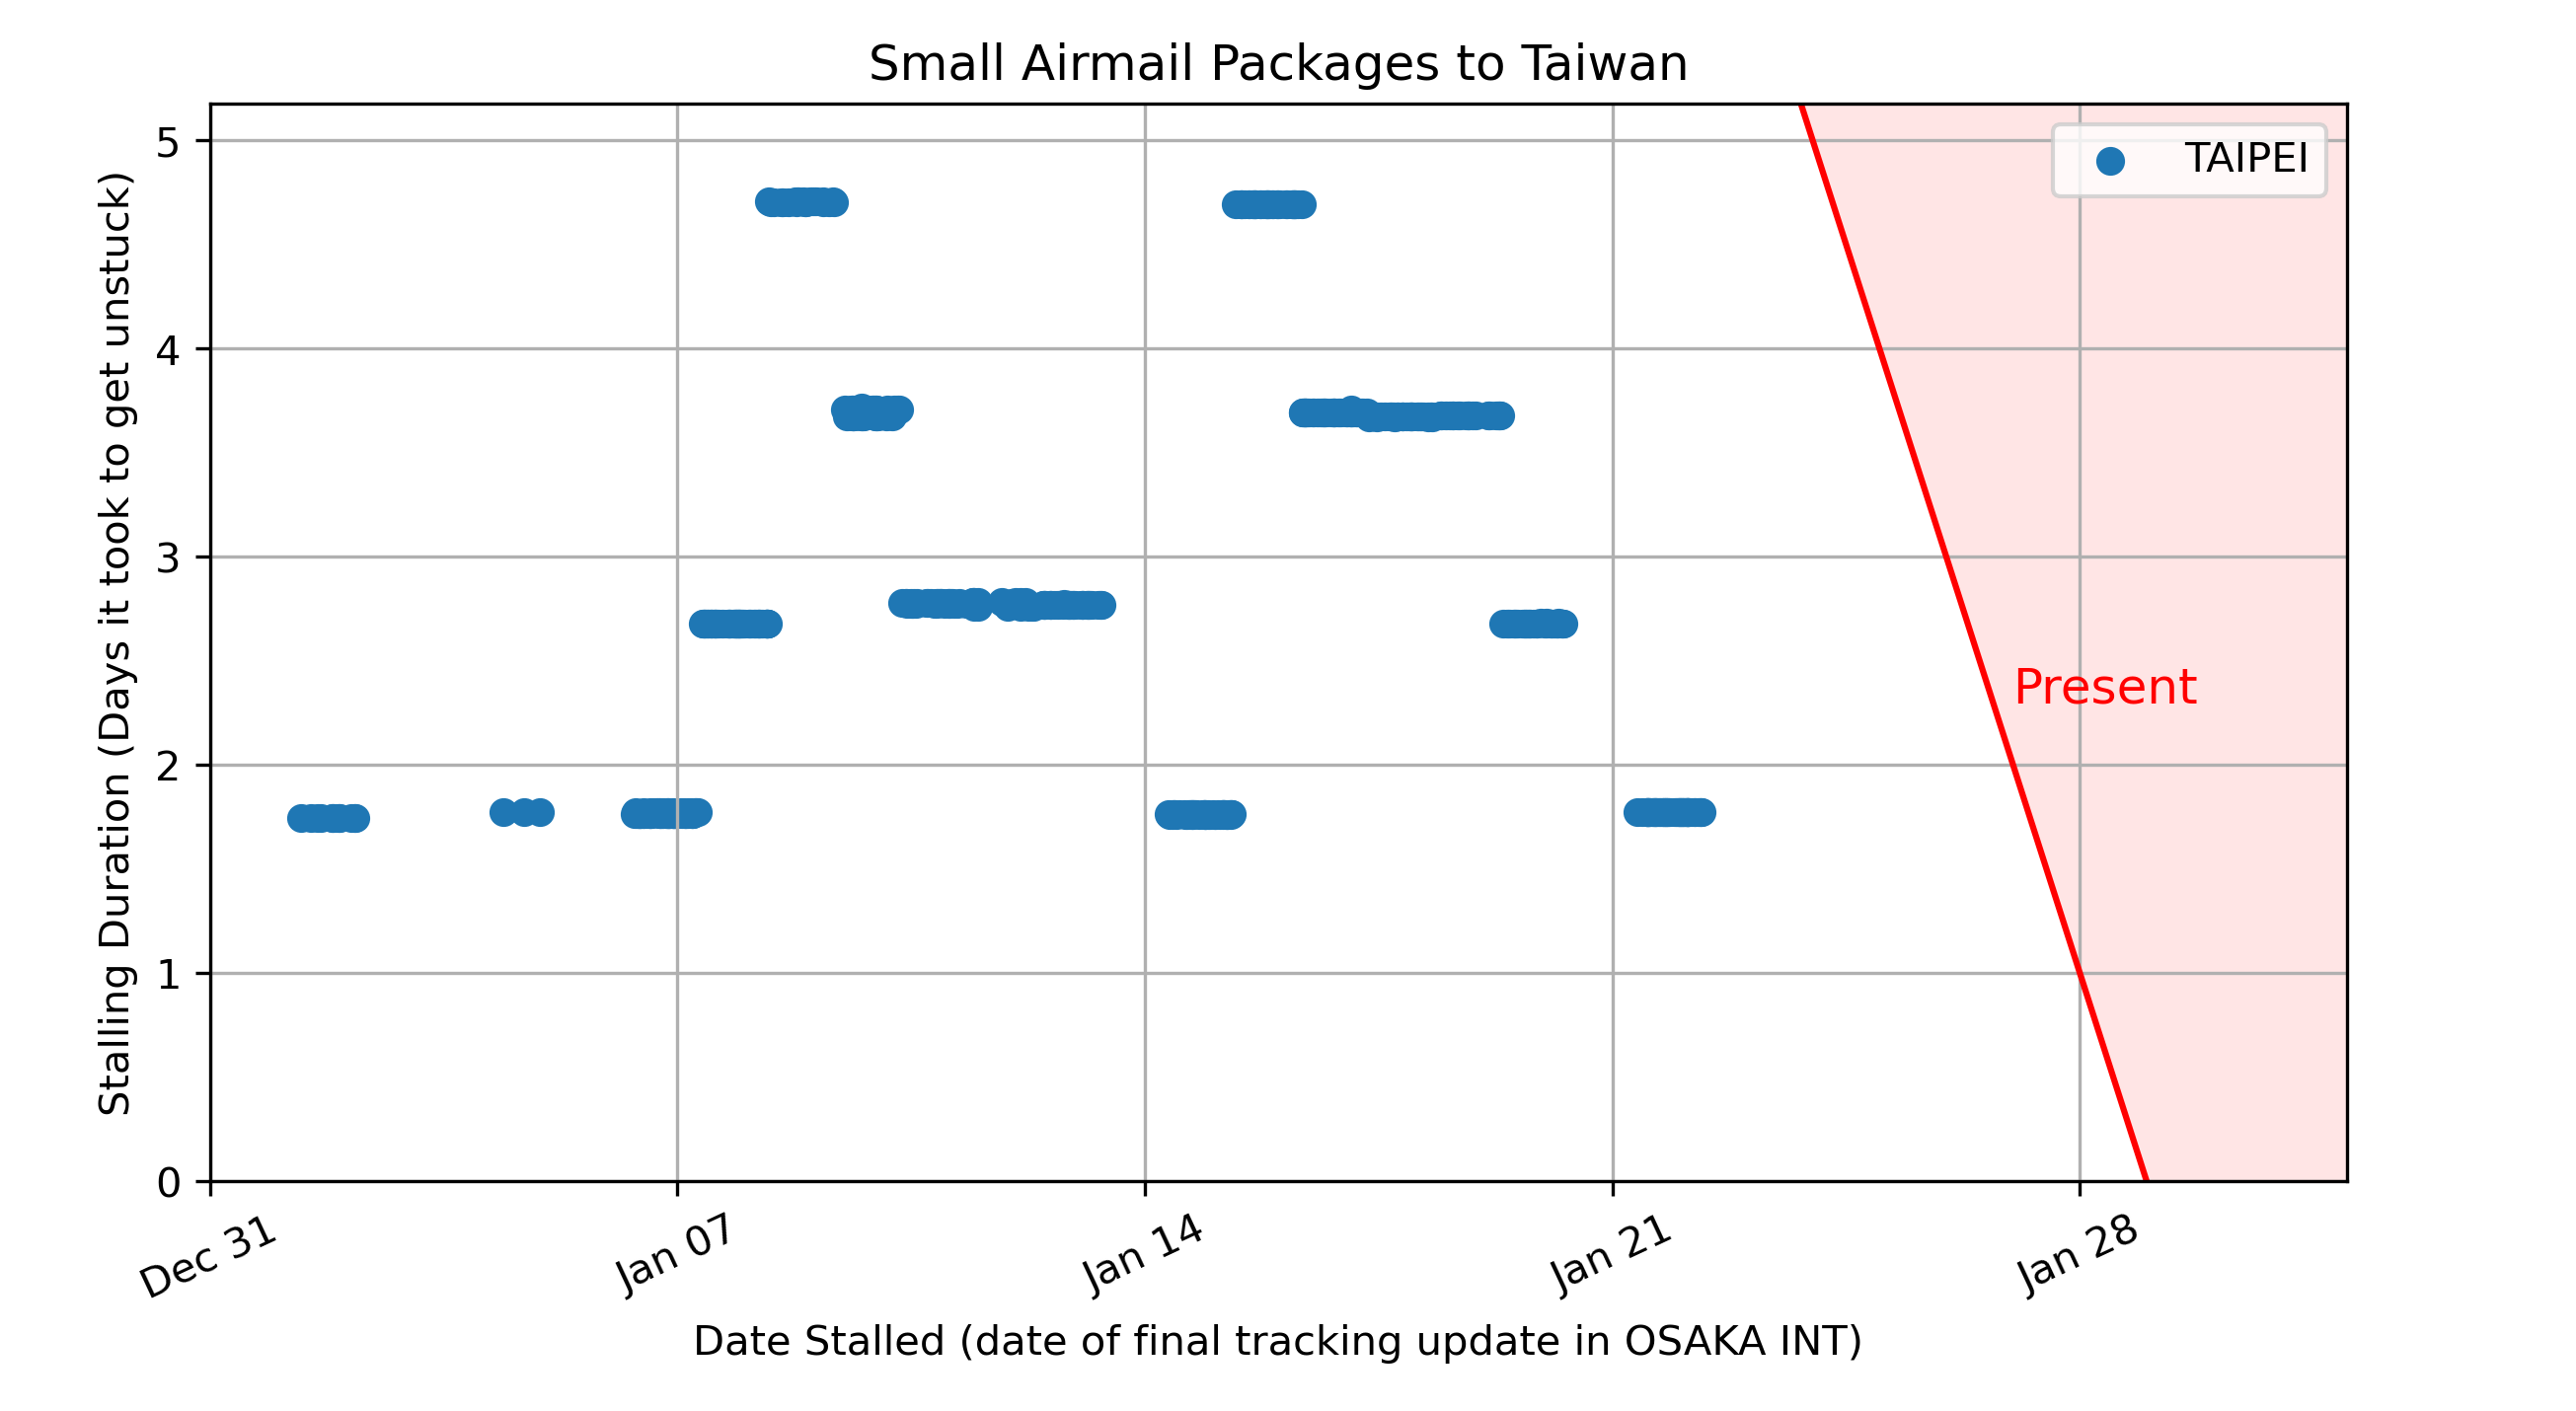 Small Airmail Packages to Taiwan
Stalling Duration (Days it took to get unstuck)
5
4
3
2
1
0
TAIPEI
Present
Dec 31
Jan 07
Jan 14
Jan 21
Jan 28
Date Stalled (date of final tracking update in OSAKA INT)